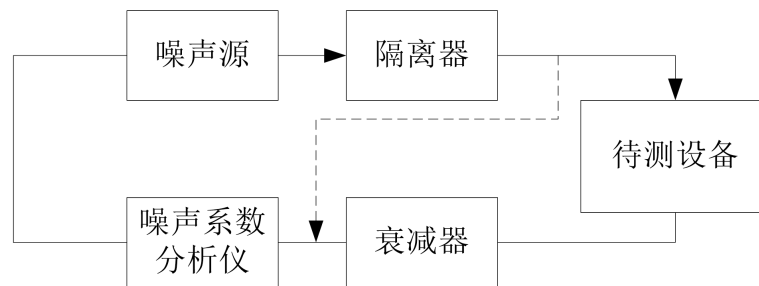 噪声源
隔离器
待测设备
噪声系数
分析仪
衰减器